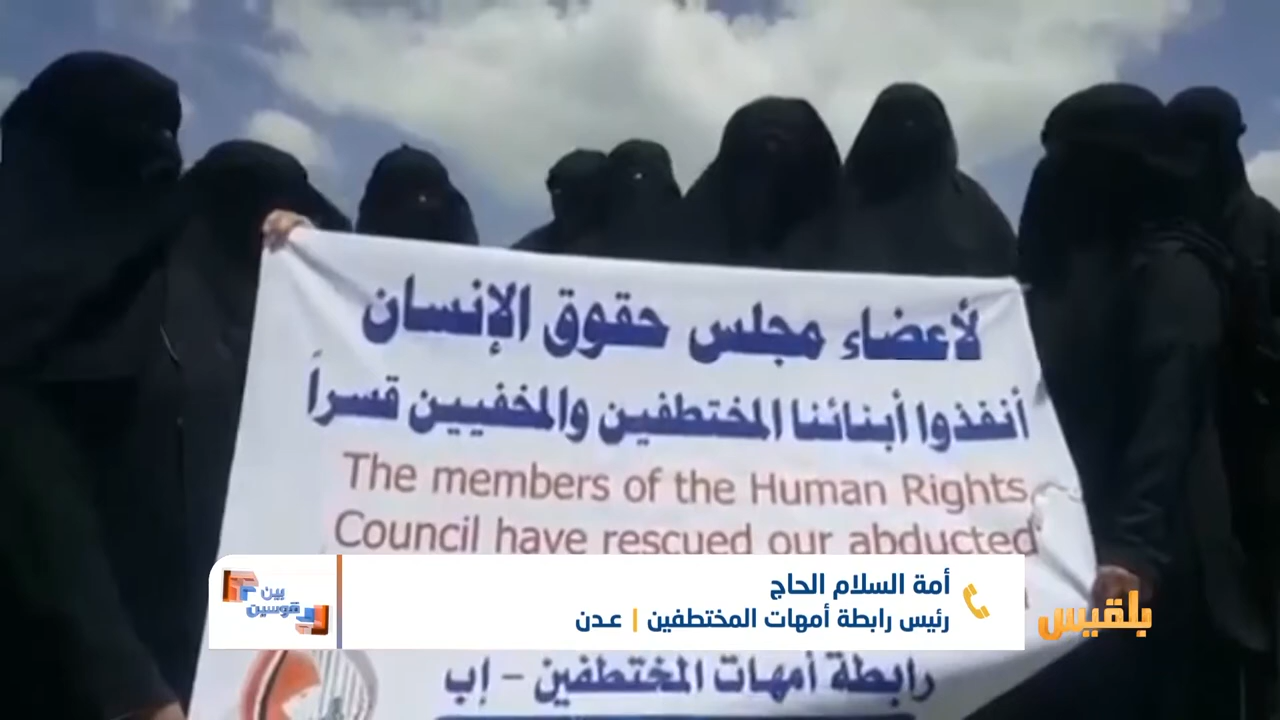 لأعضاء مجلس حقوق الإنسان
أنقذوا أبنائنا المختطفين والمخفيين قسراً
The members of the Human Rights
Council have rescued our abducted
أمة السلام الحاج
رئيس رابطة أمهات المختطفين | عدن
بين قوسين
بلقيس
رابطة أمهات المختطفين - إب